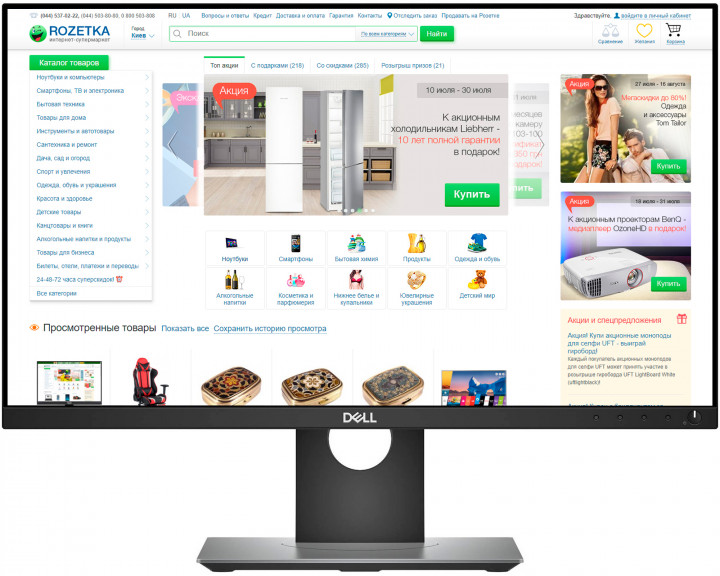 (044) 537-02-22, (044) 503-80-80, 0 800 503-808
RU UA Вопросы и ответы Кредит Доставка и оплата Гарантия Контакты Отследить заказ Продавать на Розетке
Здравствуйте, войдите в личный кабинет
ROZETKA
интернет-супермаркет
Город
Киев
Поиск
По всем категориям
Найти
Сравнение Желания Корзина
Каталог товаров
Ноутбуки и компьютеры
Смартфоны, ТВ и электроника
Бытовая техника
Товары для дома
Инструменты и автотовары
Сантехника и ремонт
Дача, сад и огород
Спорт и увлечения
Одежда, обувь и украшения
Красота и здоровье
Детские товары
Канцтовары и книги
Алкогольные напитки и продукты
Товары для бизнеса
Билеты, отели, платежи и переводы
24-48-72 часа суперскидок!
Все категории
Топ акции С подарками (218) Со скидками (285) Розыгрыш призов (21)
Акция
10 июля - 30 июля
К акционным
холодильникам Liebherr -
10 лет полной гарантии
в подарок!
Купить
Акция
27 июля - 16 августа
Мегаскидки до 80%!
Одежда
и аксессуары
Tom Tailor
Купить
Акция
18 июля - 31 июля
К акционным проекторам BenQ -
медиаплеер OzoneHD в подарок!
Купить
Ноутбуки Смартфоны Бытовая химия Продукты Одежда и обувь
Алкогольные
напитки
Косметика и
парфюмерия
Нижнее белье и
купальники
Ювелирные
украшения
Детский мир
Просмотренные товары Показать все Сохранить историю просмотра
Акции и спецпредложения
Акция! Купи акционные моноподы
для селфи UFT - выиграй
гироборд!
Каждый покупатель акционных моноподов
для селфи UFT может принять участие в
розыгрыше гироборда UFT LightBoard White
(uftlightblack)!
DELL